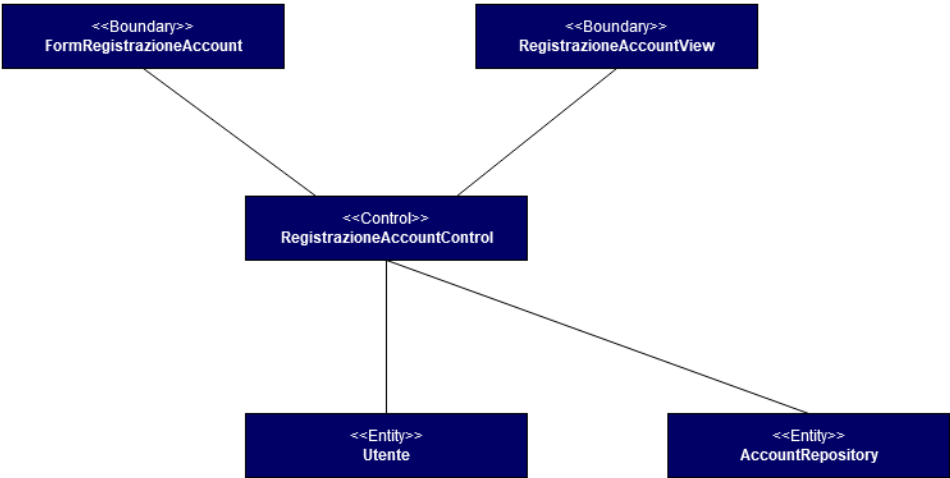 <<Boundary>>
FormRegistrazioneAccount
<<Boundary>>
RegistrazioneAccountView
<<Control>>
RegistrazioneAccountControl
<<Entity>>
Utente
<<Entity>>
AccountRepository